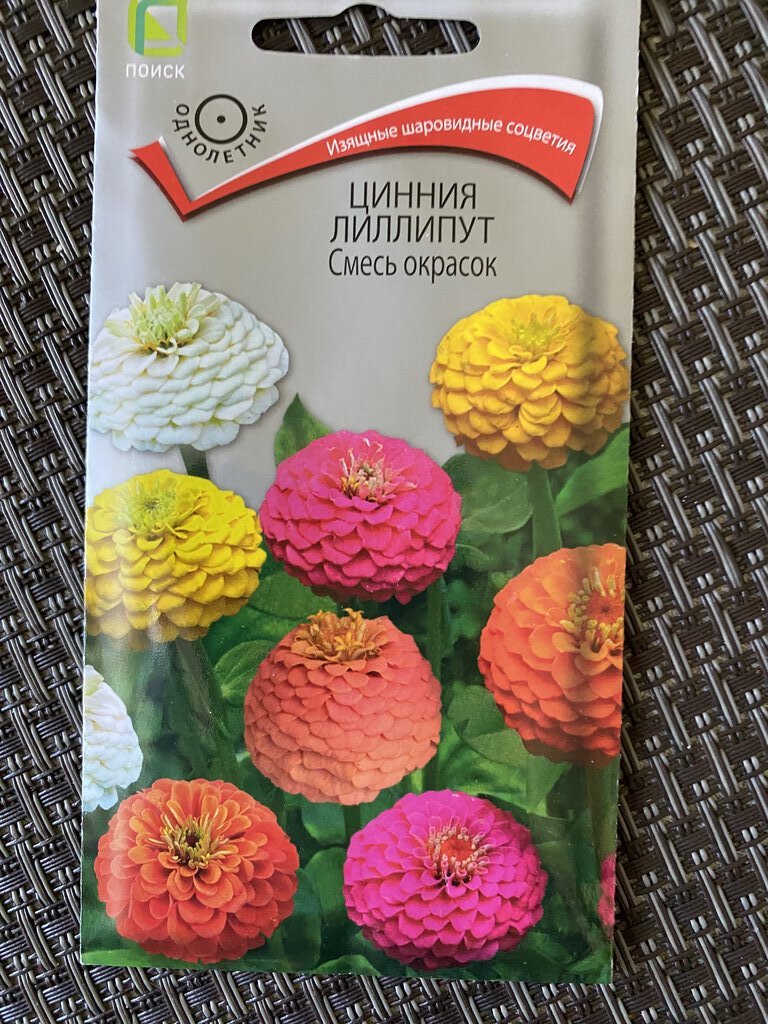 ПОИСК
ОДНОЛЕТНИК
Изящные шаровидные соцветия
ЦИННИЯ
ЛИЛЛИПУТ
Смесь окрасок